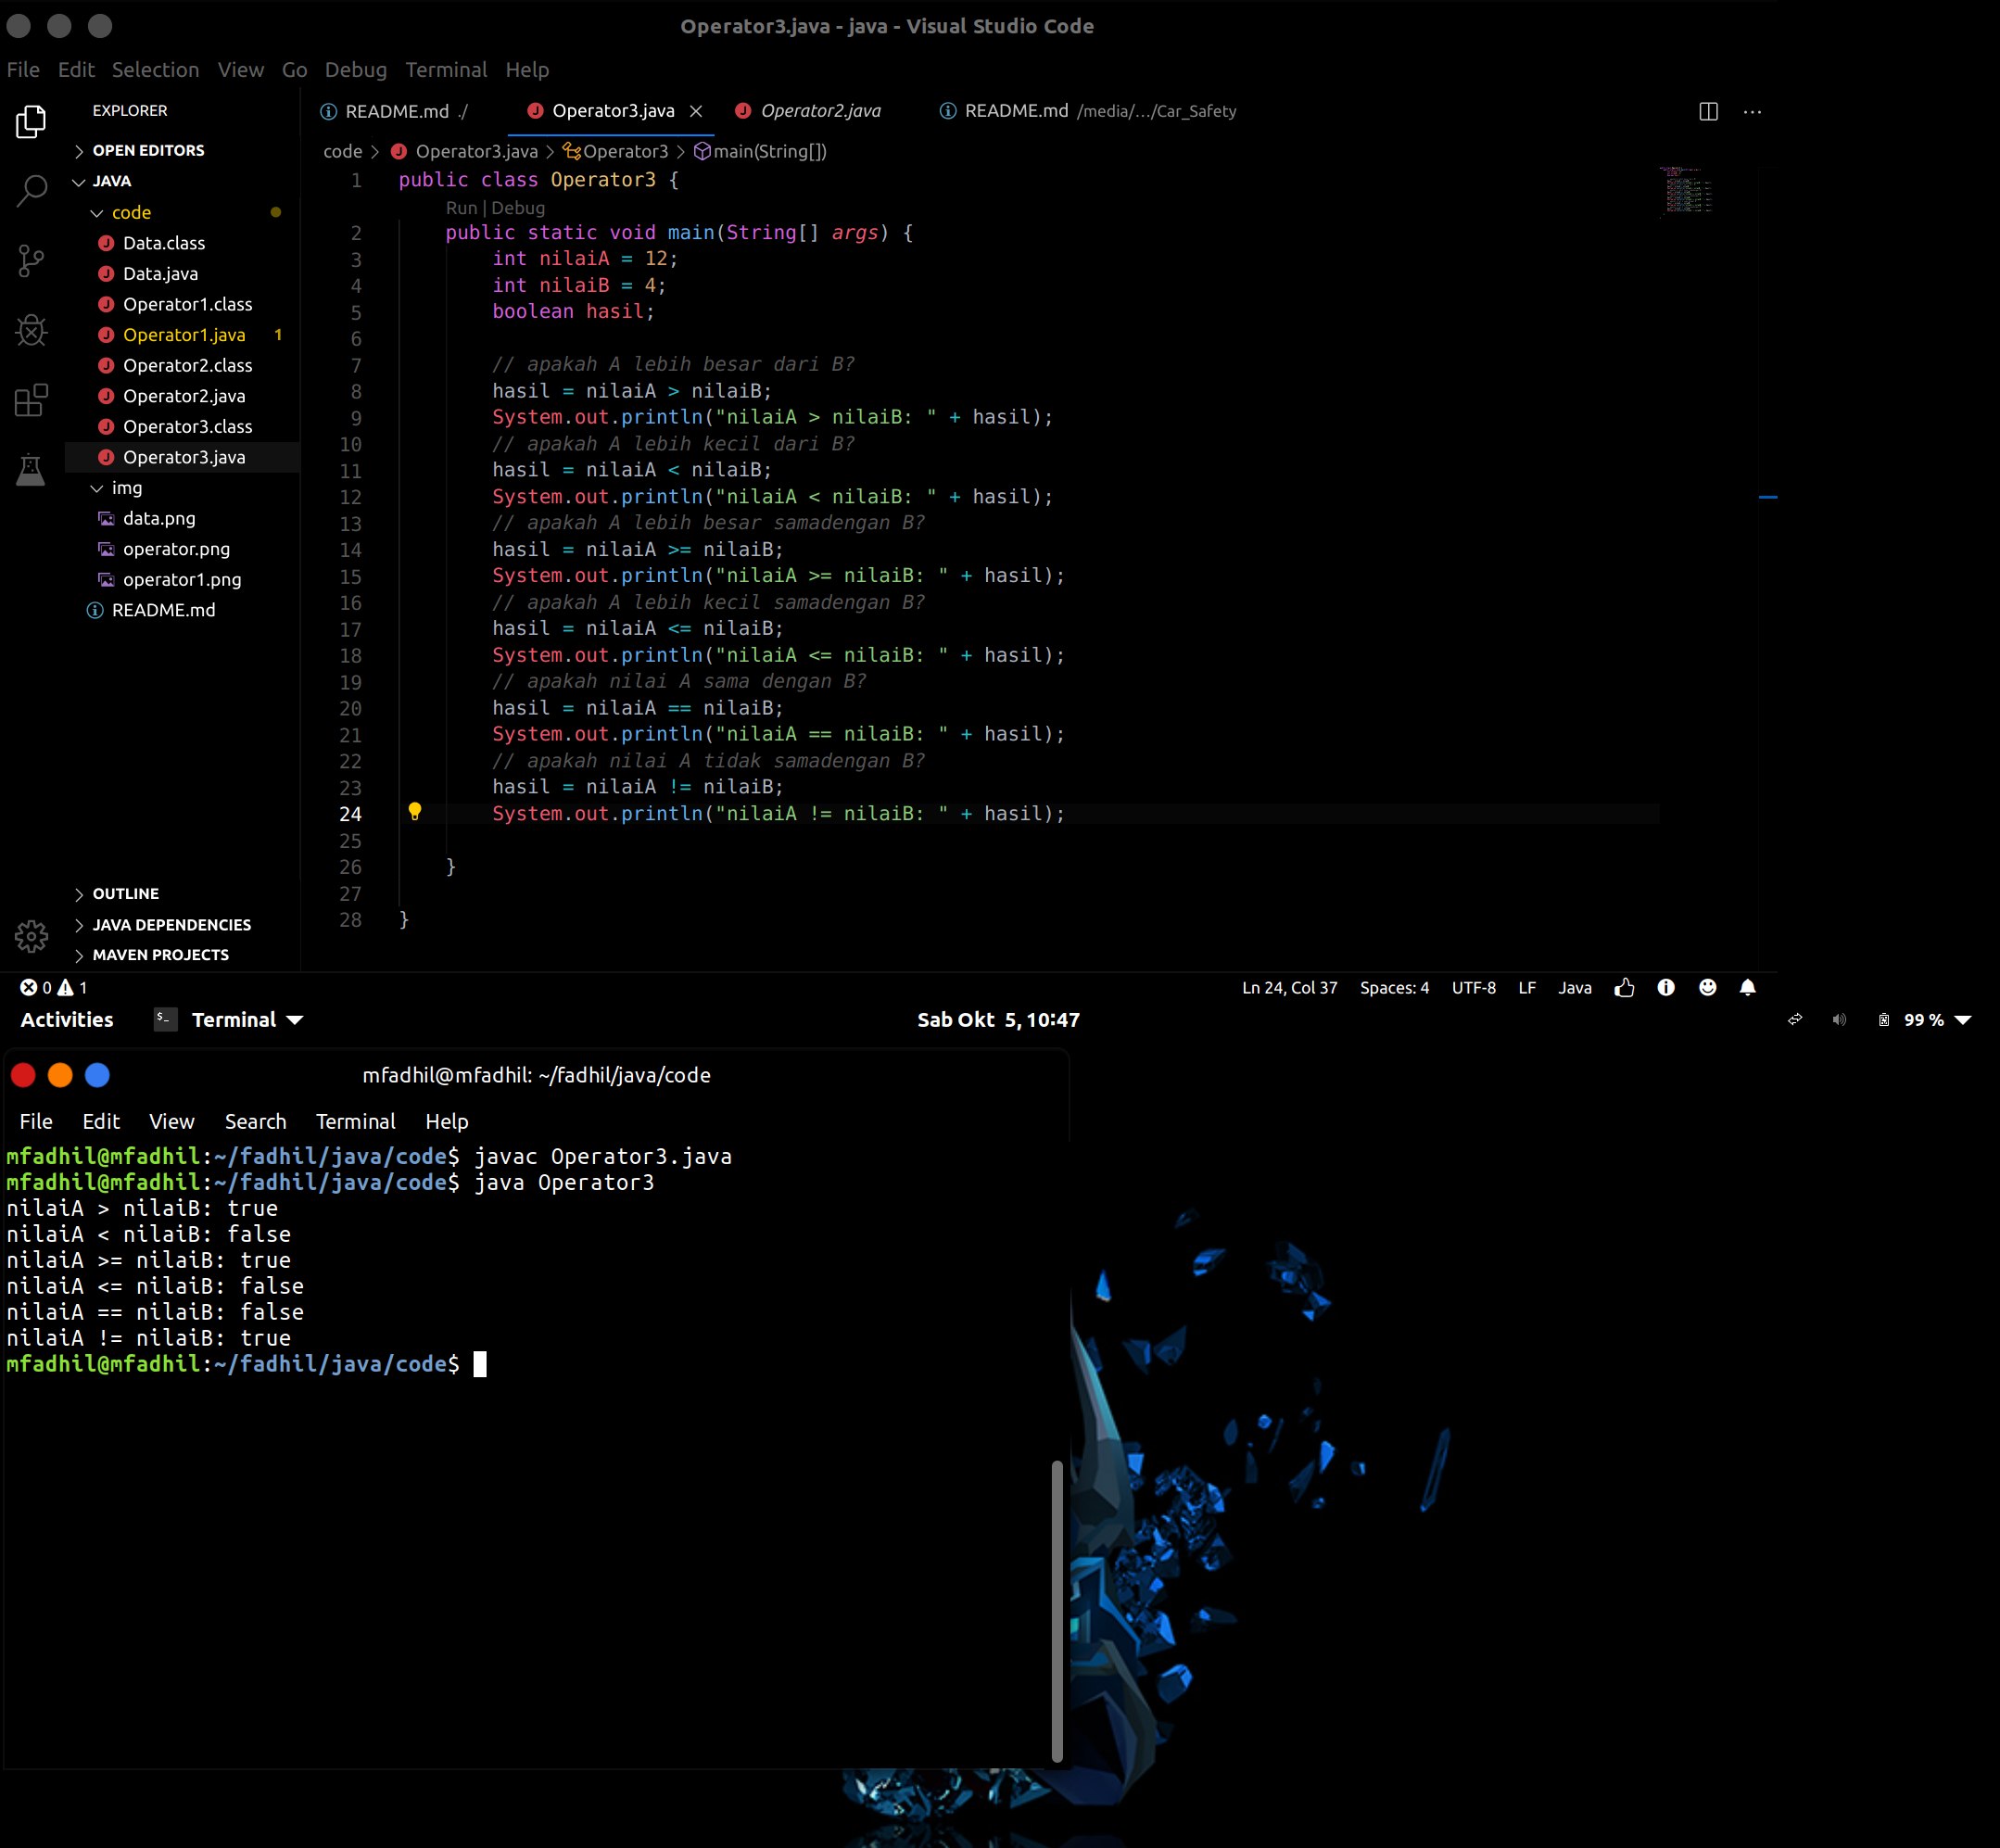 Operator3.java - java - Visual Studio Code
File Edit Selection View Go Debug Terminal Help
EXPLORER
OPEN EDITORS
JAVA
code
Data.class
Data.java
Operator1.class
Operator1.java 1
Operator2.class
Operator2.java
Operator3.class
Operator3.java
img
data.png
operator.png
operator1.png
README.md
OUTLINE
JAVA DEPENDENCIES
MAVEN PROJECTS
README.md ./ Operator3.java Operator2.java README.md /media/.../Car_Safety
code > Operator3.java > Operator3 > main(String[])
1 public class Operator3 {
Run | Debug
2 public static void main(String[] args) {
3 int nilaiA = 12;
4 int nilaiB = 4;
5 boolean hasil;
6
7 // apakah A lebih besar dari B?
8 hasil = nilaiA > nilaiB;
9 System.out.println("nilaiA > nilaiB: " + hasil);
10 // apakah A lebih kecil dari B?
11 hasil = nilaiA < nilaiB;
12 System.out.println("nilaiA < nilaiB: " + hasil);
13 // apakah A lebih besar samadengan B?
14 hasil = nilaiA >= nilaiB;
15 System.out.println("nilaiA >= nilaiB: " + hasil);
16 // apakah A lebih kecil samadengan B?
17 hasil = nilaiA <= nilaiB;
18 System.out.println("nilaiA <= nilaiB: " + hasil);
19 // apakah nilai A sama dengan B?
20 hasil = nilaiA == nilaiB;
21 System.out.println("nilaiA == nilaiB: " + hasil);
22 // apakah nilai A tidak samadengan B?
23 hasil = nilaiA != nilaiB;
24 System.out.println("nilaiA != nilaiB: " + hasil);
25
26 }
27
28 }
0 1 Ln 24, Col 37 Spaces: 4 UTF-8 LF Java
Activities Terminal Sab Okt 5, 10:47 99 %
mfadhil@mfadhil: ~/fadhil/java/code
File Edit View Search Terminal Help
mfadhil@mfadhil:~/fadhil/java/code$ javac Operator3.java
mfadhil@mfadhil:~/fadhil/java/code$ java Operator3
nilaiA > nilaiB: true
nilaiA < nilaiB: false
nilaiA >= nilaiB: true
nilaiA <= nilaiB: false
nilaiA == nilaiB: false
nilaiA != nilaiB: true
mfadhil@mfadhil:~/fadhil/java/code$